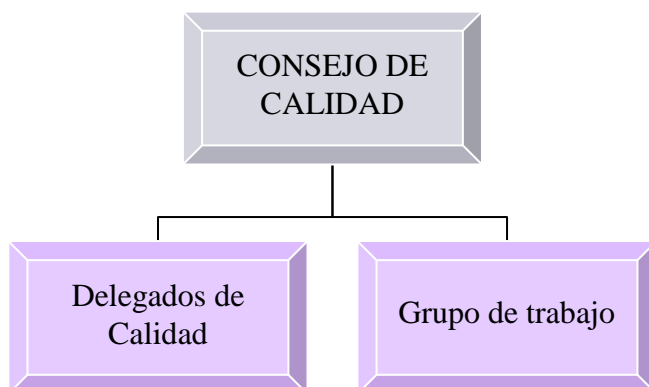 CONSEJO DE
CALIDAD
Delegados de
Calidad
Grupo de trabajo